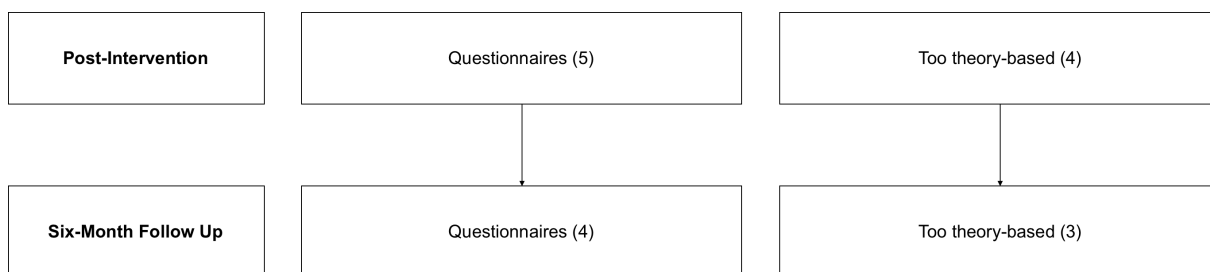 Post-Intervention
Questionnaires (5)
Too theory-based (4)
Six-Month Follow Up
Questionnaires (4)
Too theory-based (3)